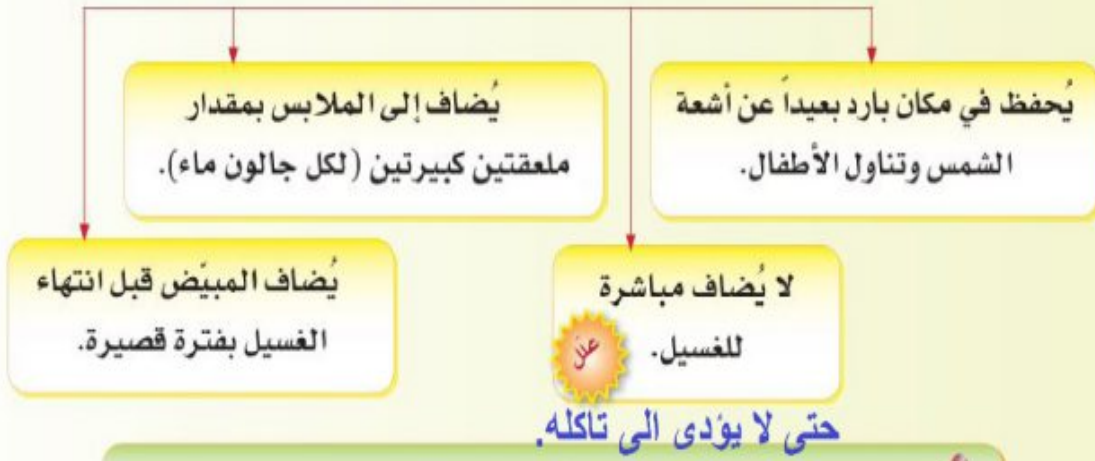 يُحفظ في مكان بارد بعيداً عن أشعة
الشمس وتناول الأطفال.
يُضاف إلى الملابس بمقدار
ملعقتين كبيرتين (لكل جالون ماء).
لا يُضاف مباشرة
للغسيل.
علل
يُضاف المبيّض قبل انتهاء
الغسيل بفترة قصيرة.
حتى لا يؤدى الى تاكله.